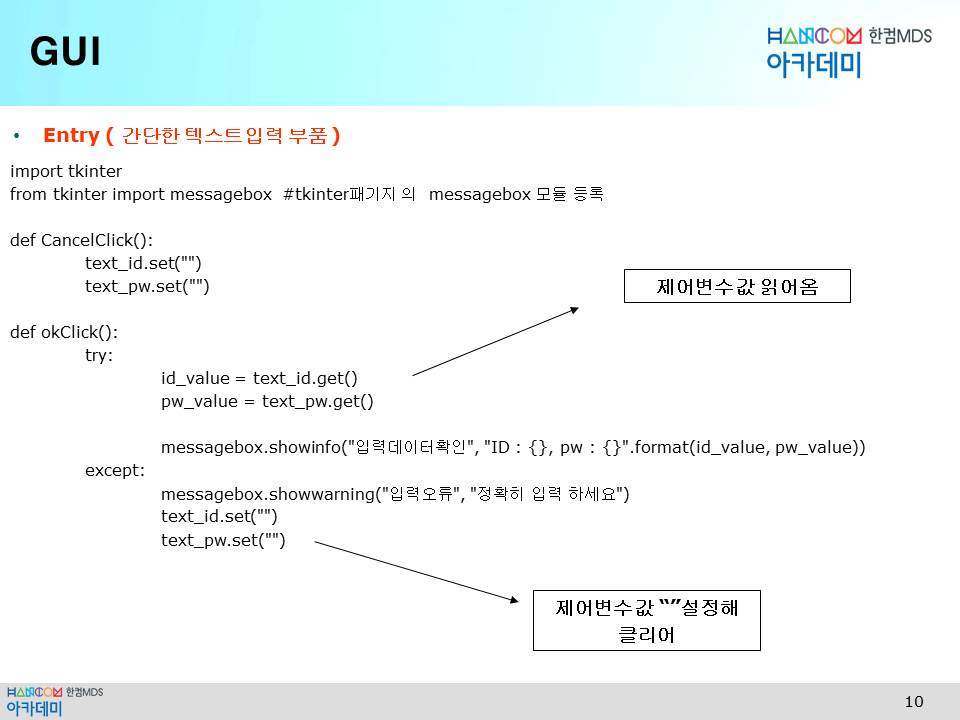 GUI
HANCOM 한컴MDS
아카데미
• Entry ( 간단한 텍스트입력 부품 )
import tkinter
from tkinter import messagebox #tkinter패기지 의 messagebox 모듈 등록
def CancelClick():
text_id.set("")
text_pw.set("")
제어변수값 읽어옴
def okClick():
try:
id_value = text_id.get()
pw_value = text_pw.get()
messagebox.showinfo("입력데이터확인", "ID : {}, pw : {}".format(id_value, pw_value))
except:
messagebox.showwarning("입력오류", "정확히 입력 하세요")
text_id.set("")
text_pw.set("")
제어변수값 “”설정해
클리어
HANCOM 한컴MDS
아카데미
10